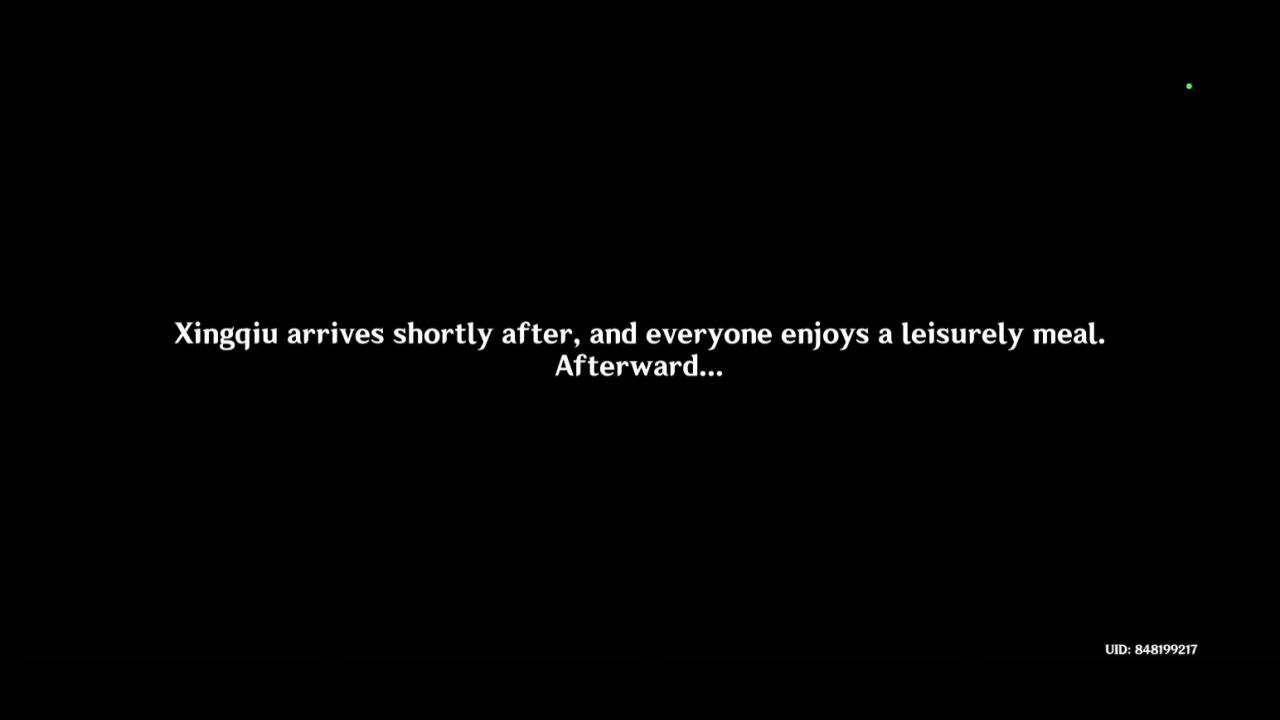 Xingqiu arrives shortly after, and everyone enjoys a leisurely meal.
Afterward...
UID: 848199217